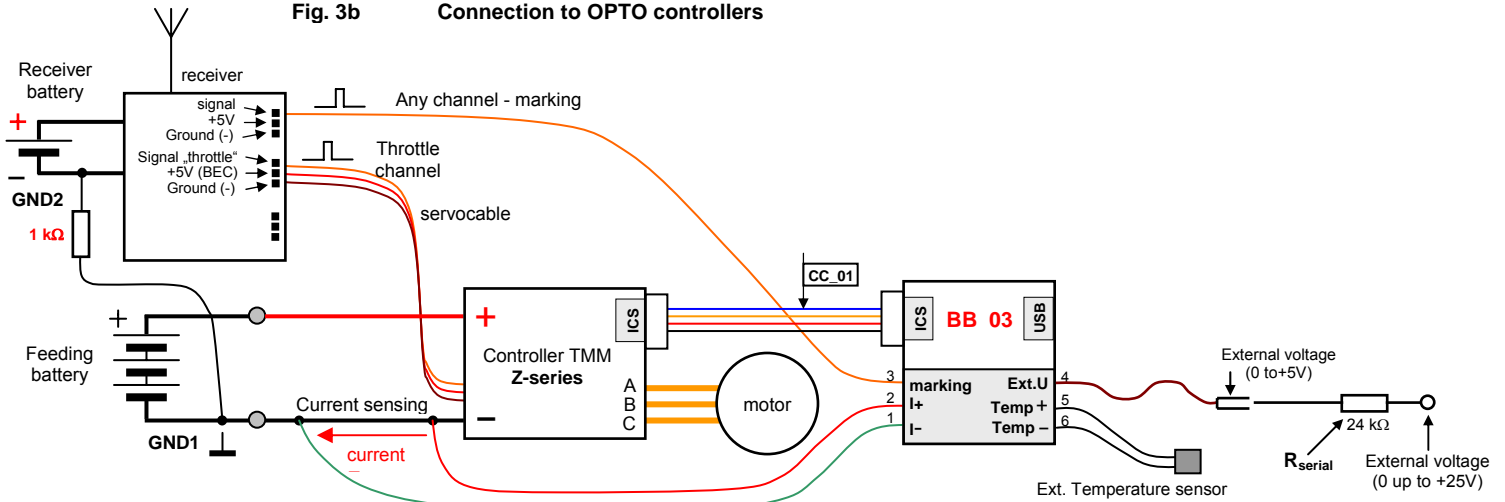 Fig. 3b Connection to OPTO controllers
Receiver
battery
+
−
GND2
1 kΩ
receiver
signal
+5V
Ground (-)
Signal „throttle“
+5V (BEC)
Ground (-)
Any channel - marking
Throttle
channel
servocable
Feeding
battery
+
GND1
Current sensing
current
+
−
ICS
Controller TMM
Z-series
A
B
C
motor
CC_01
ICS
BB 03
USB
3
2
1
marking
I+
I−
Ext.U
Temp +
Temp −
4
5
6
External voltage
(0 to+5V)
24 kΩ
Rserial
External voltage
(0 up to +25V)
Ext. Temperature sensor